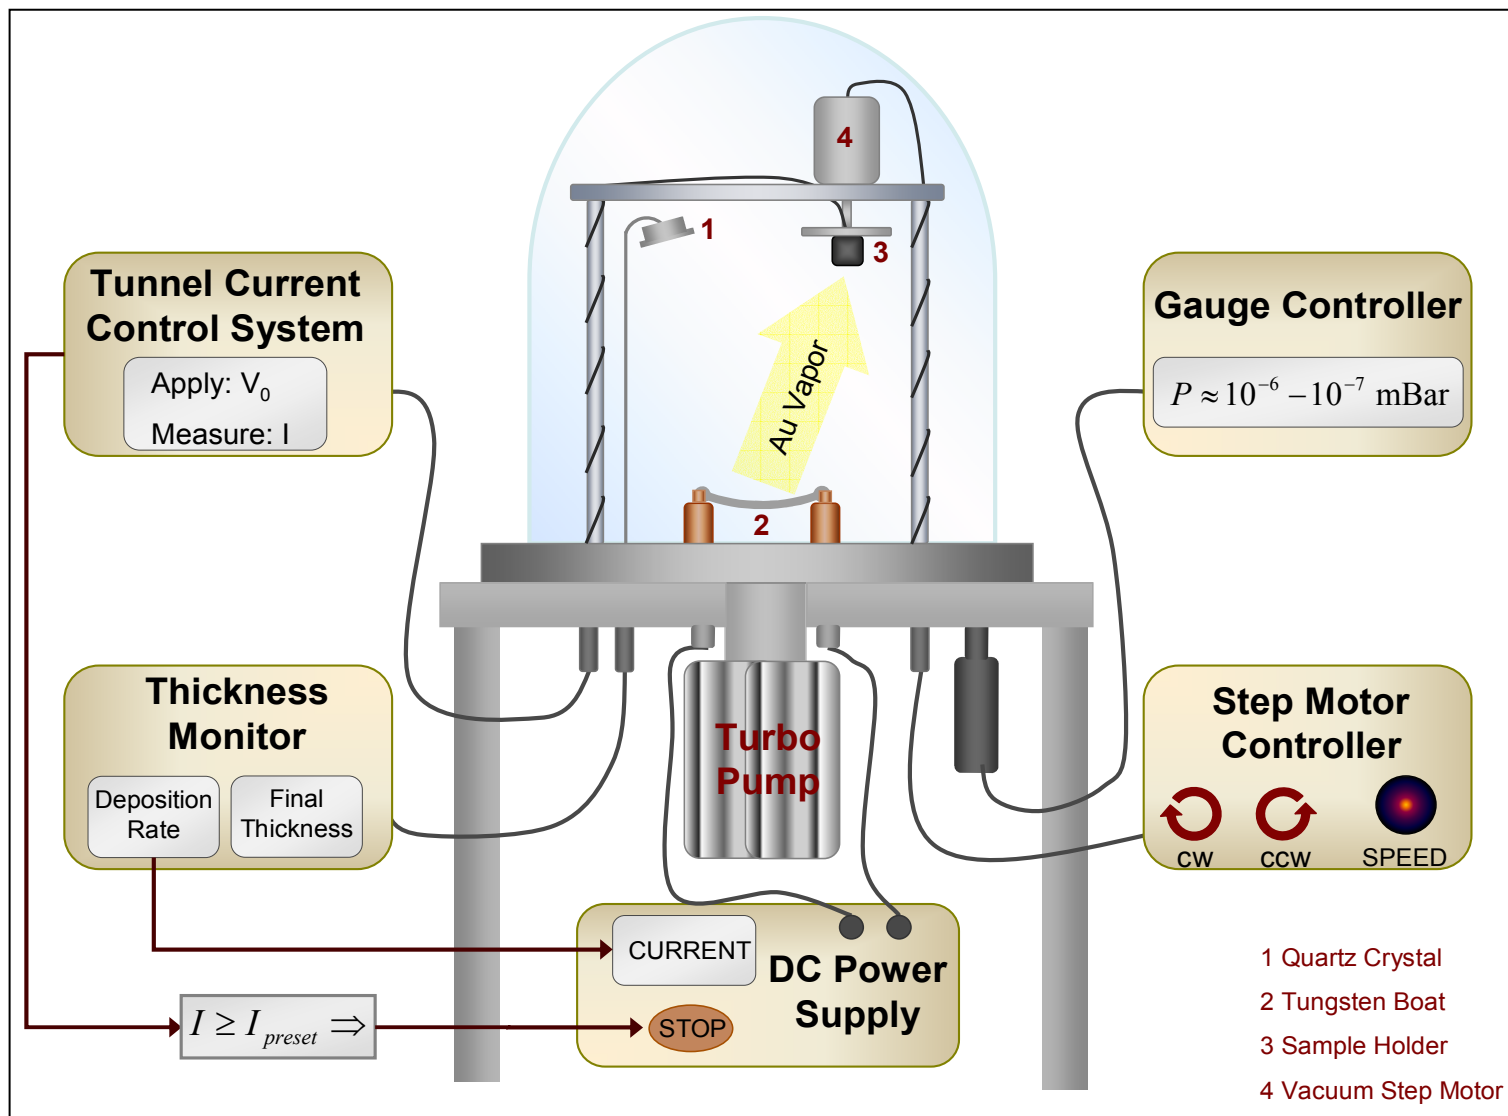 4
1
3
Tunnel Current
Control System
Apply: V₀
Measure: I
Au Vapor
2
Gauge Controller
P ≈ 10⁻⁶ – 10⁻⁷ mBar
Thickness
Monitor
Deposition
Rate
Final
Thickness
Turbo
Pump
Step Motor
Controller
CW
CCW
SPEED
CURRENT
DC Power
Supply
STOP
I ≥ I_preset ⇒
1 Quartz Crystal
2 Tungsten Boat
3 Sample Holder
4 Vacuum Step Motor